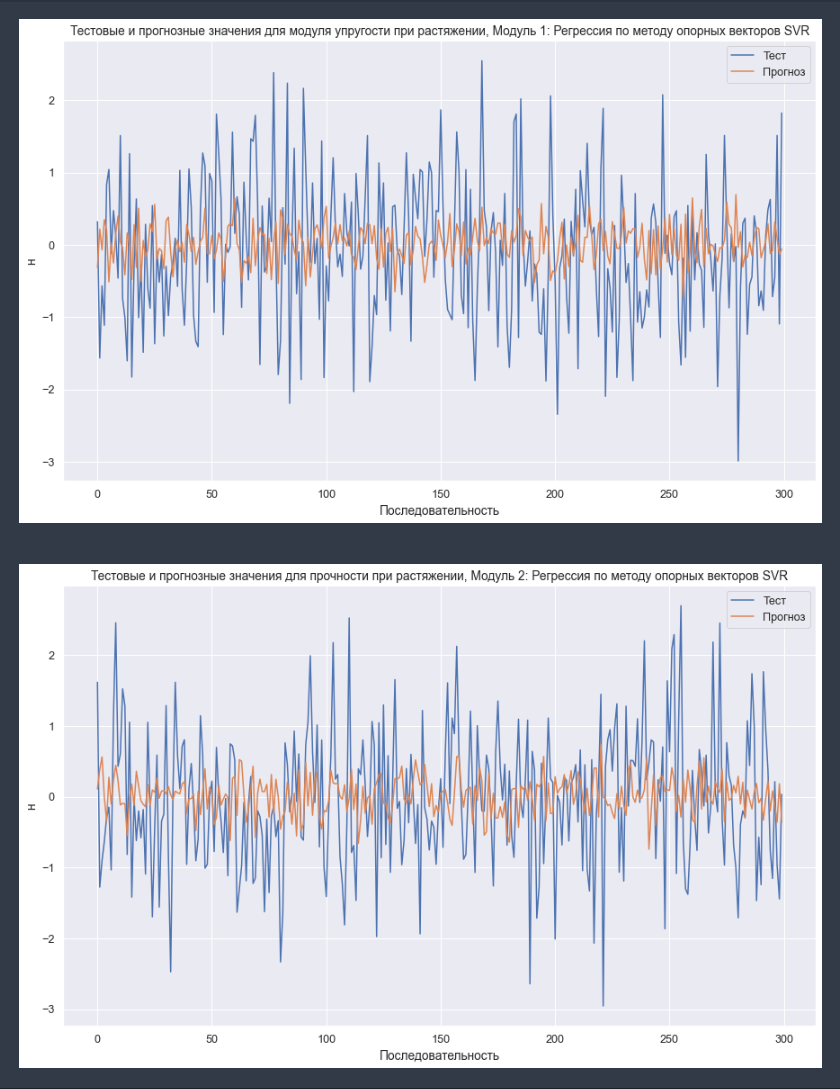 Тестовые и прогнозные значения для модуля упругости при растяжении, Модуль 1: Регрессия по методу опорных векторов SVR
Тест
Прогноз
2
1
0
−1
−2
−3
н
0 50 100 150 200 250 300
Последовательность
Тестовые и прогнозные значения для прочности при растяжении, Модуль 2: Регрессия по методу опорных векторов SVR
Тест
Прогноз
2
1
0
−1
−2
−3
н
0 50 100 150 200 250 300
Последовательность